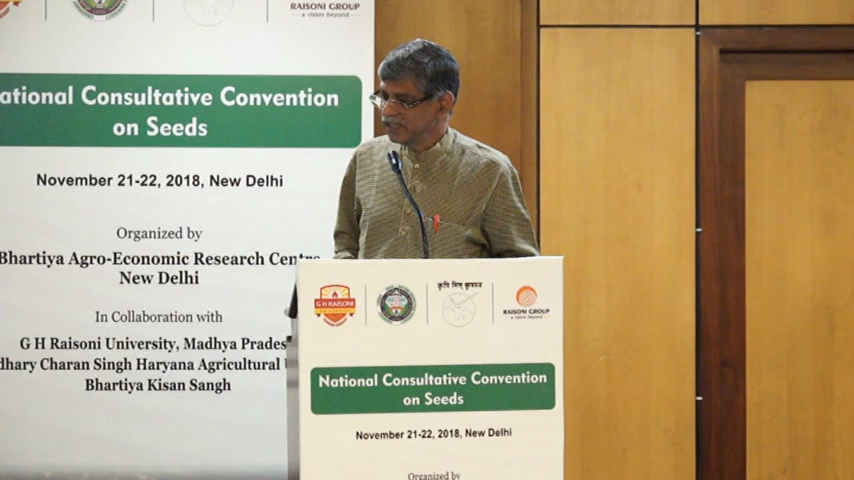 RAISONI GROUP
a vision beyond
ational Consultative Convention
on Seeds
November 21-22, 2018, New Delhi
Organized by
Bhartiya Agro-Economic Research Centre
New Delhi
In Collaboration with
G H Raisoni University, Madhya Prades
dhary Charan Singh Haryana Agricultural
Bhartiya Kisan Sangh
G H RAISONI
UNIVERSITY
कृषि मित् कृषस्व
RAISONI GROUP
a vision beyond
National Consultative Convention
on Seeds
November 21-22, 2018, New Delhi
Organized by